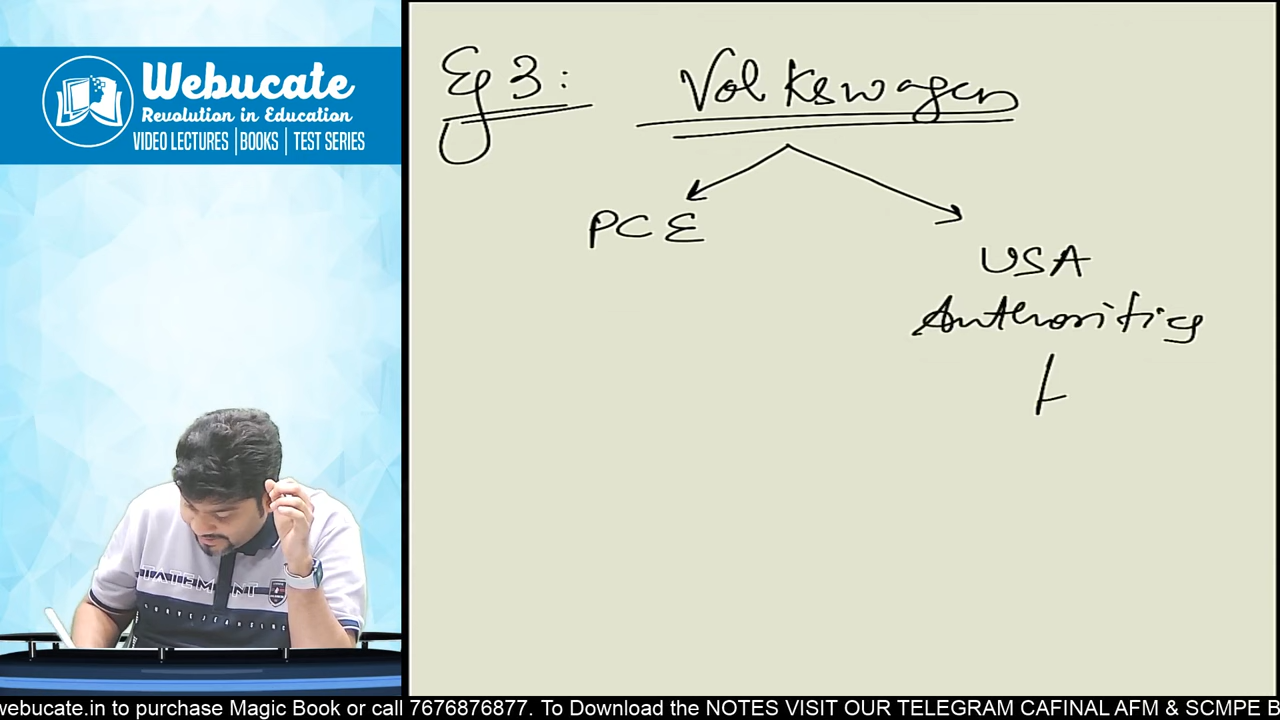 Webucate
Revolution in Education
VIDEO LECTURES | BOOKS | TEST SERIES
Eg 3 :
Volkswagen
PCE
USA
Authorities
STATEMENT
webucate.in to purchase Magic Book or call 7676876877. To Download the NOTES VISIT OUR TELEGRAM CAFINAL AFM & SCMPE B